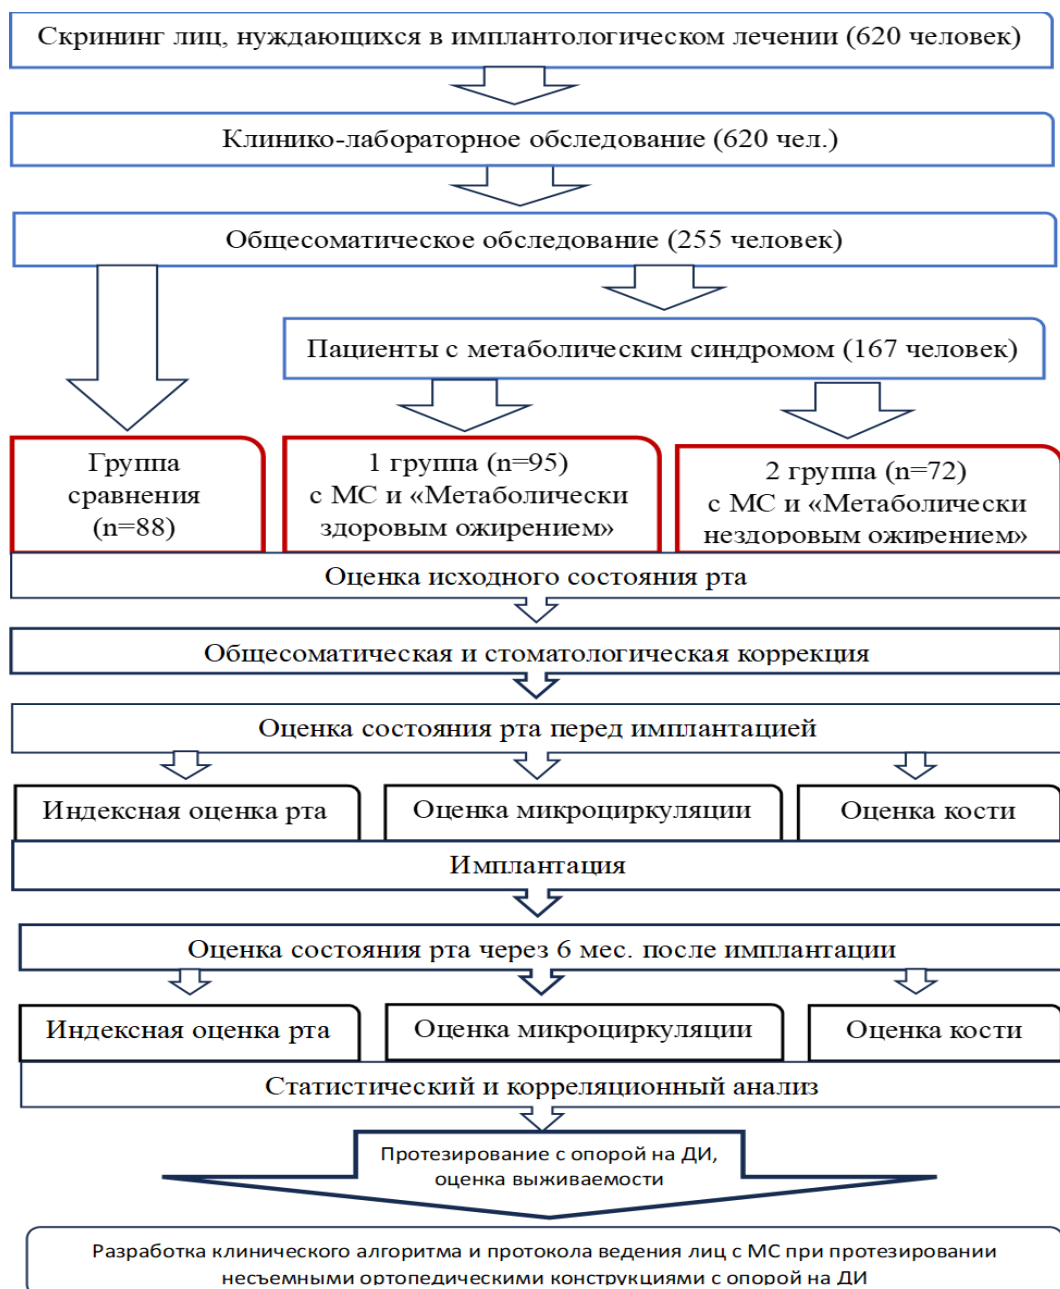 Скрининг лиц, нуждающихся в имплантологическом лечении (620 человек)
Клинико-лабораторное обследование (620 чел.)
Общесоматическое обследование (255 человек)
Пациенты с метаболическим синдромом (167 человек)
Группа
сравнения
(n=88)
1 группа (n=95)
с МС и «Метаболически
здоровым ожирением»
2 группа (n=72)
с МС и «Метаболически
нездоровым ожирением»
Оценка исходного состояния рта
Общесоматическая и стоматологическая коррекция
Оценка состояния рта перед имплантацией
Индексная оценка рта
Оценка микроциркуляции
Оценка кости
Имплантация
Оценка состояния рта через 6 мес. после имплантации
Индексная оценка рта
Оценка микроциркуляции
Оценка кости
Статистический и корреляционный анализ
Протезирование с опорой на ДИ,
оценка выживаемости
Разработка клинического алгоритма и протокола ведения лиц с МС при протезировании
несъемными ортопедическими конструкциями с опорой на ДИ